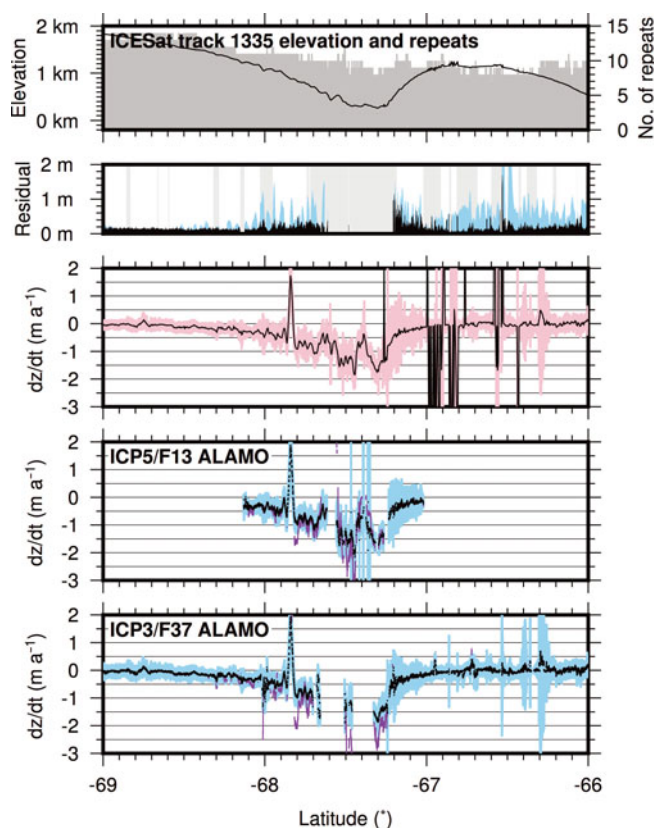 2 km
1 km
0 km
Elevation
ICESat track 1335 elevation and repeats
15
10
5
0
No. of repeats
2 m
1 m
0 m
Residual
2
1
0
-1
-2
-3
dz/dt (m a⁻¹)
ICP5/F13 ALAMO
2
1
0
-1
-2
-3
dz/dt (m a⁻¹)
ICP3/F37 ALAMO
2
1
0
-1
-2
-3
dz/dt (m a⁻¹)
-69
-68
-67
-66
Latitude (°)